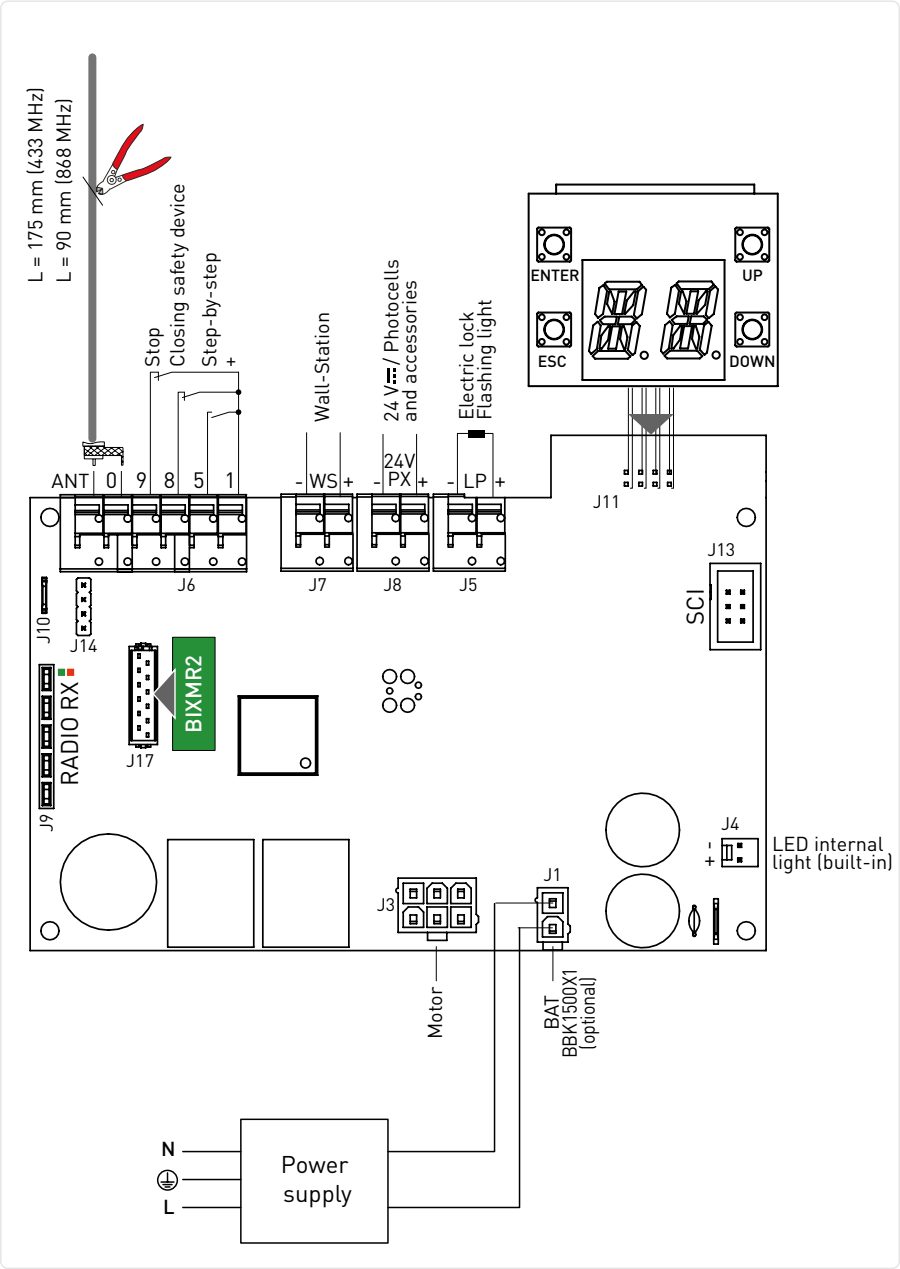 L = 175 mm (433 MHz)
L = 90 mm (868 MHz)
Stop
Closing safety device
Step-by-step
+
Wall-Station
24 V⎓/ Photocells
and accessories
Electric lock
Flashing light
ENTER
UP
ESC
DOWN
ANT 0 9 8 5 1
- WS +
24V
- PX +
- LP +
J11
J6
J7
J8
J5
J13
SCI
J10
J14
RADIO RX
BIXMR2
J17
J9
J4
-
+
LED internal
light (built-in)
J1
J3
Motor
BAT
BBK1500X1
(optional)
N
L
Power
supply